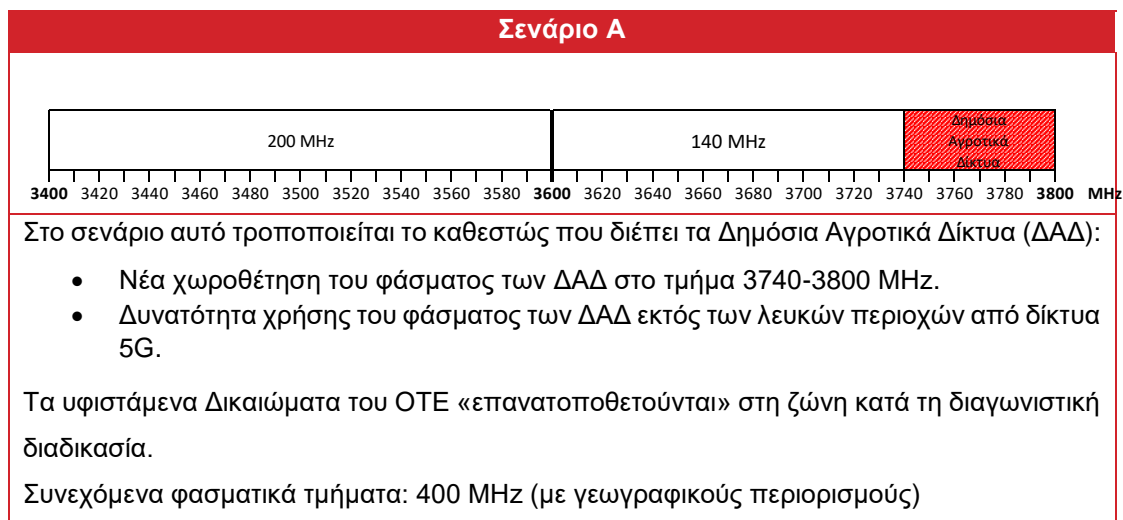 Σενάριο Α
200 MHz
140 MHz
Δημόσια
Αγροτικά
Δίκτυα
3400 3420 3440 3460 3480 3500 3520 3540 3560 3580 3600 3620 3640 3660 3680 3700 3720 3740 3760 3780 3800 MHz
Στο σενάριο αυτό τροποποιείται το καθεστώς που διέπει τα Δημόσια Αγροτικά Δίκτυα (ΔΑΔ):
• Νέα χωροθέτηση του φάσματος των ΔΑΔ στο τμήμα 3740-3800 MHz.
• Δυνατότητα χρήσης του φάσματος των ΔΑΔ εκτός των λευκών περιοχών από δίκτυα
5G.
Τα υφιστάμενα Δικαιώματα του ΟΤΕ «επανατοποθετούνται» στη ζώνη κατά τη διαγωνιστική
διαδικασία.
Συνεχόμενα φασματικά τμήματα: 400 MHz (με γεωγραφικούς περιορισμούς)